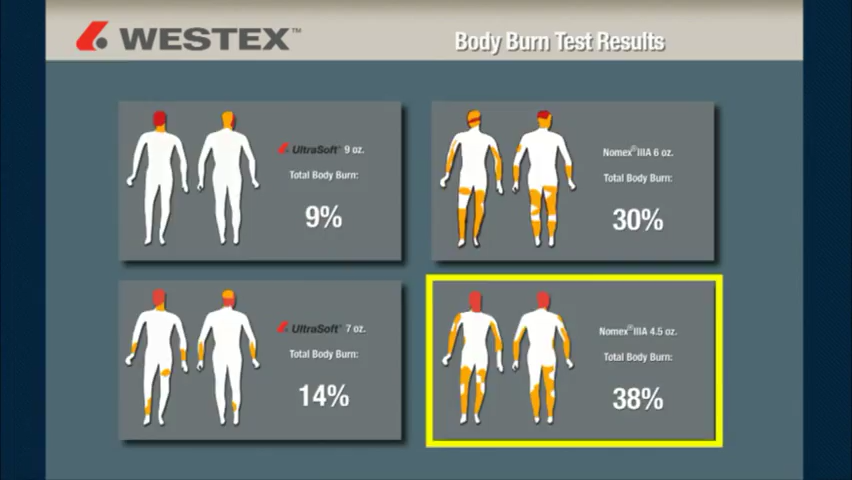 WESTEX™
Body Burn Test Results
UltraSoft® 9 oz.
Total Body Burn:
9%
Nomex®IIIA 6 oz.
Total Body Burn:
30%
UltraSoft® 7 oz.
Total Body Burn:
14%
Nomex®IIIA 4.5 oz.
Total Body Burn:
38%